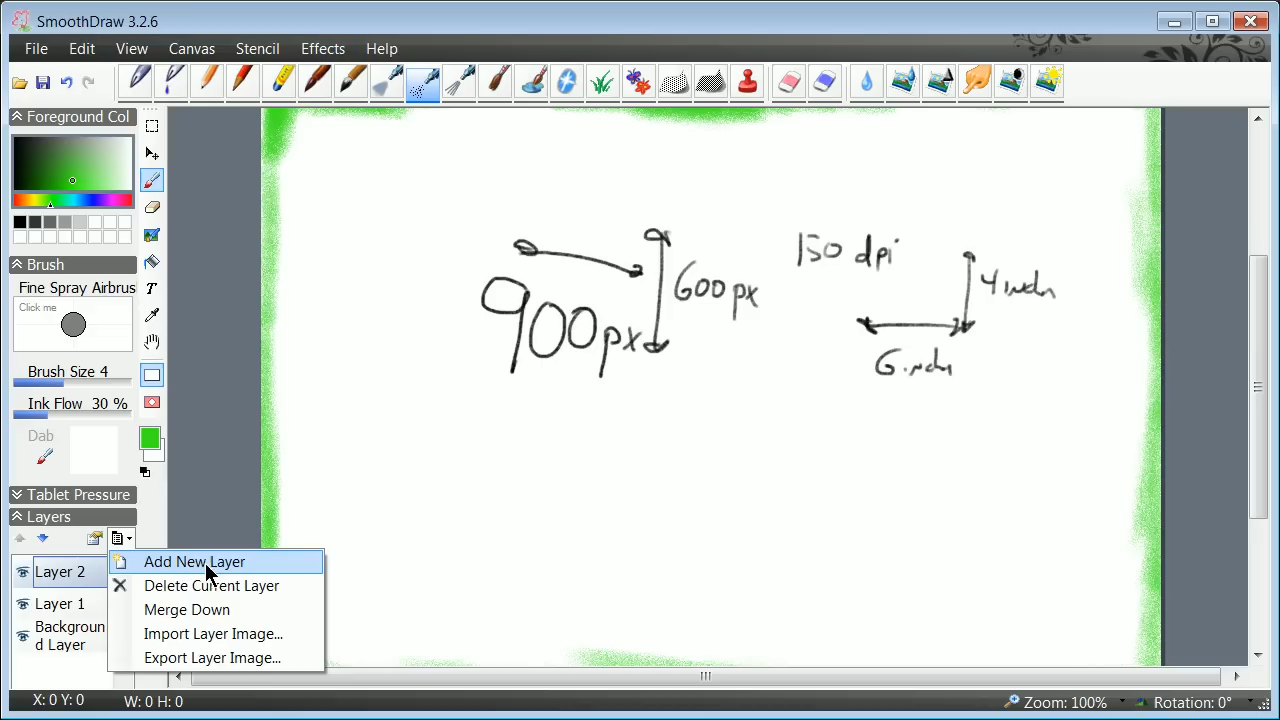 SmoothDraw 3.2.6
File Edit View Canvas Stencil Effects Help
Foreground Col
Brush
Fine Spray Airbrus
Click me
Brush Size 4
Ink Flow 30 %
Dab
Tablet Pressure
Layers
Layer 2
Layer 1
Backgroun
d Layer
Add New Layer
Delete Current Layer
Merge Down
Import Layer Image...
Export Layer Image...
900px
600px
150 dpi
4 inch
6 inch
X: 0 Y: 0
W: 0 H: 0
Zoom: 100%
Rotation: 0°